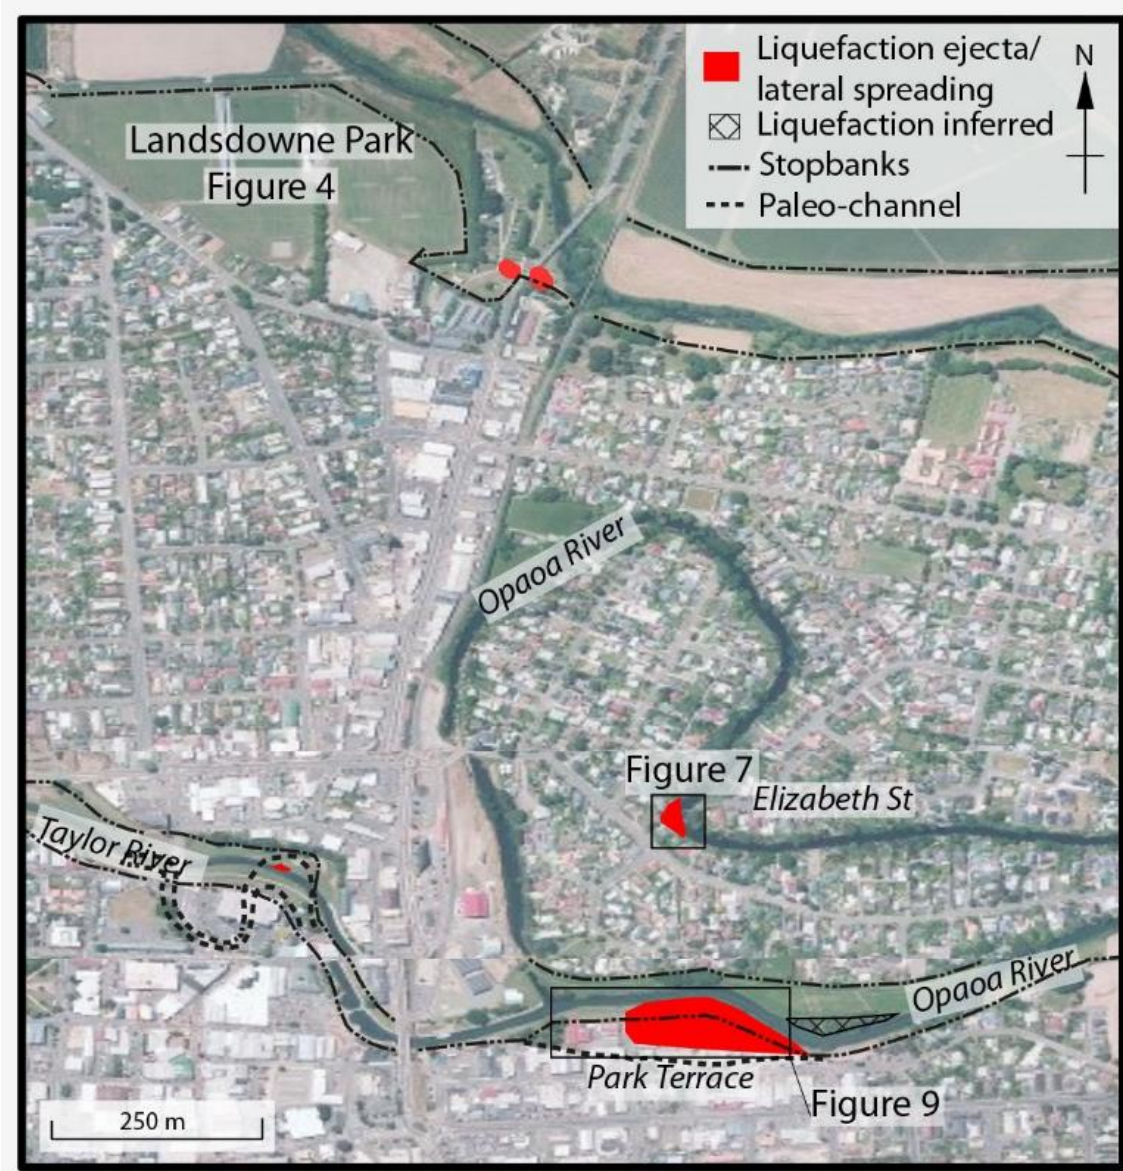 Liquefaction ejecta/
lateral spreading
Liquefaction inferred
Stopbanks
Paleo-channel
N
Landsdowne Park
Figure 4
Opaoa River
Figure 7
Elizabeth St
Taylor River
Opaoa River
Park Terrace
Figure 9
250 m